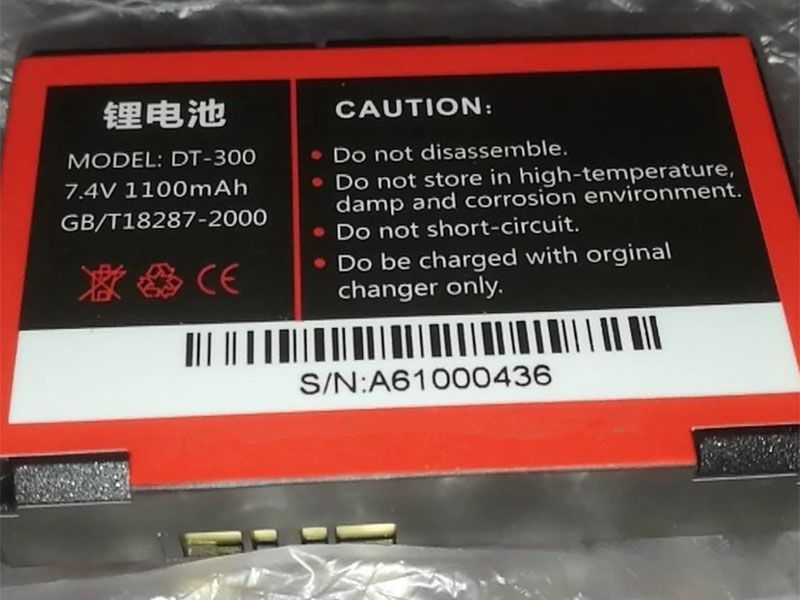 锂电池
MODEL: DT-300
7.4V 1100mAh
GB/T18287-2000
CE
CAUTION:
• Do not disassemble.
• Do not store in high-temperature,
damp and corrosion environment.
• Do not short-circuit.
• Do be charged with orginal
changer only.
S/N:A61000436